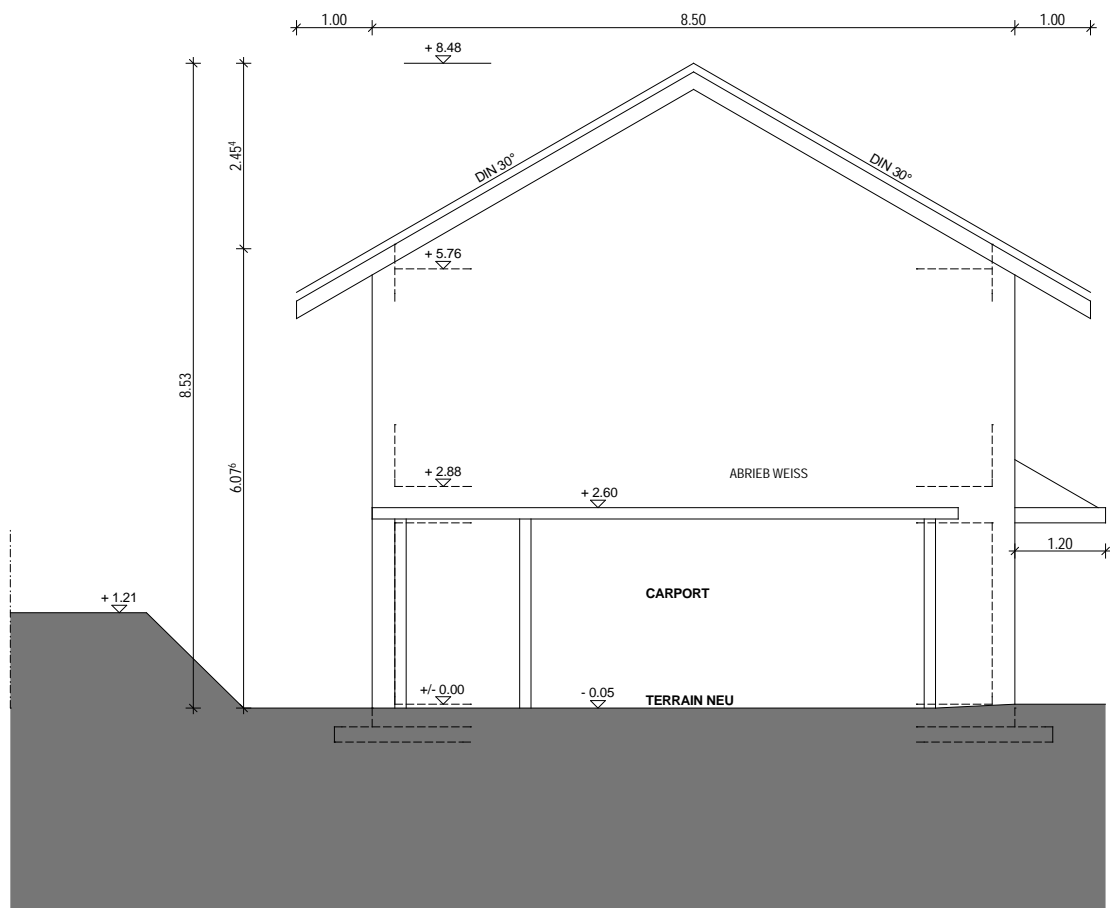 1.00
8.50
1.00
+ 8.48
2.45⁴
DIN 30°
DIN 30°
+ 5.76
8.53
6.07⁶
+ 2.88
ABRIEB WEISS
+ 2.60
1.20
+ 1.21
CARPORT
+/- 0.00
- 0.05
TERRAIN NEU